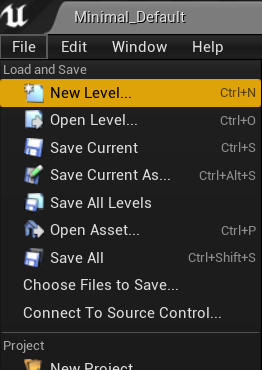 Minimal_Default
File Edit Window Help
Load and Save
New Level... Ctrl+N
Open Level... Ctrl+O
Save Current Ctrl+S
Save Current As... Ctrl+Alt+S
Save All Levels
Open Asset... Ctrl+P
Save All Ctrl+Shift+S
Choose Files to Save...
Connect To Source Control...
Project
New Project